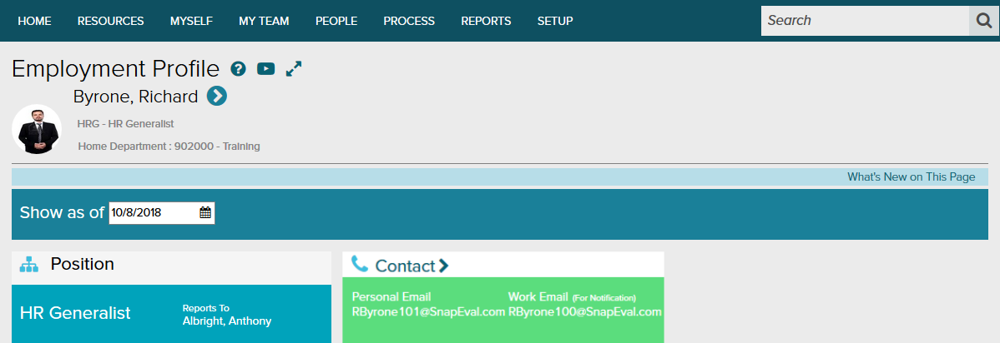 HOME RESOURCES MYSELF MY TEAM PEOPLE PROCESS REPORTS SETUP Search
Employment Profile
Byrone, Richard
HRG - HR Generalist
Home Department : 902000 - Training
What's New on This Page
Show as of 10/8/2018
Position
Contact
HR Generalist
Reports To
Albright, Anthony
Personal Email
RByrone101@SnapEval.com
Work Email (For Notification)
RByrone100@SnapEval.com